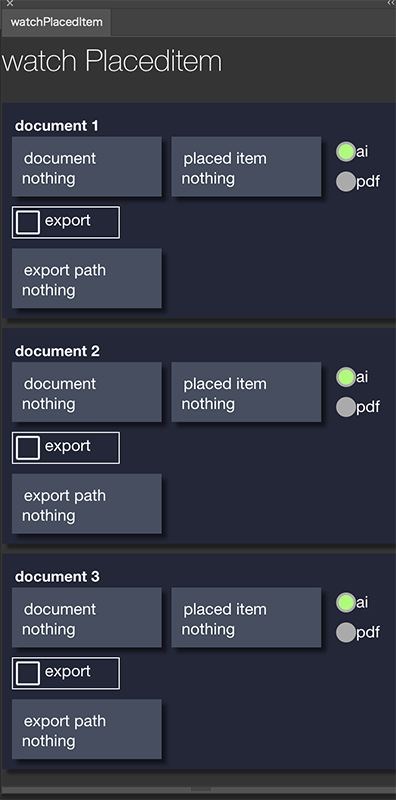 watchPlacedItem
watch Placeditem
document 1
document
nothing
placed item
nothing
ai
pdf
export
export path
nothing
document 2
document
nothing
placed item
nothing
ai
pdf
export
export path
nothing
document 3
document
nothing
placed item
nothing
ai
pdf
export
export path
nothing